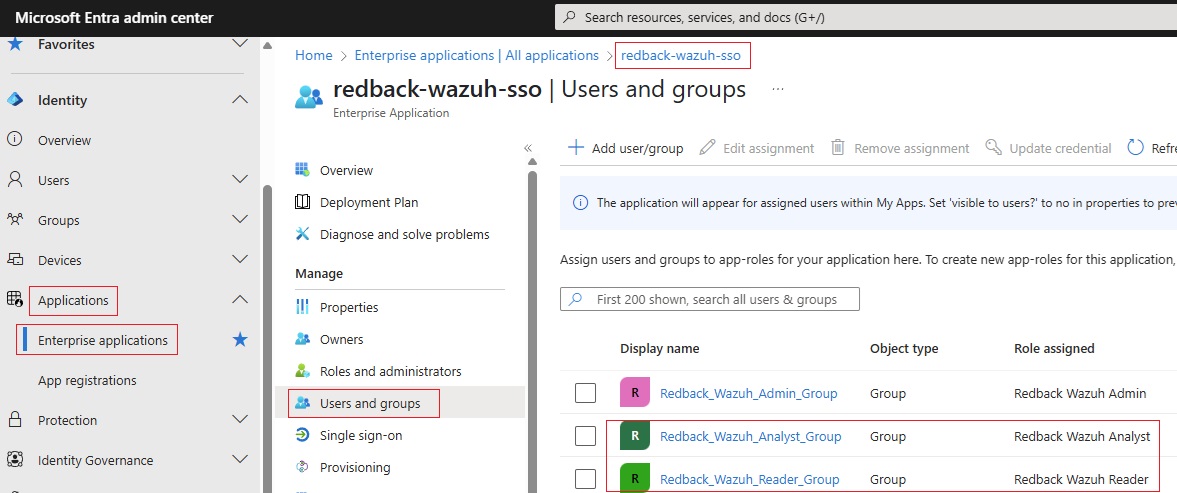 Microsoft Entra admin center
Search resources, services, and docs (G+/)
Favorites
Identity
Overview
Users
Groups
Devices
Applications
Enterprise applications
App registrations
Protection
Identity Governance
Home > Enterprise applications | All applications > redback-wazuh-sso
redback-wazuh-sso | Users and groups ...
Enterprise Application
Overview
Deployment Plan
Diagnose and solve problems
Manage
Properties
Owners
Roles and administrators
Users and groups
Single sign-on
Provisioning
Add user/group Edit assignment Remove assignment Update credential Refre
The application will appear for assigned users within My Apps. Set 'visible to users?' to no in properties to prev
Assign users and groups to app-roles for your application here. To create new app-roles for this application,
First 200 shown, search all users & groups
Display name Object type Role assigned
R Redback_Wazuh_Admin_Group Group Redback Wazuh Admin
R Redback_Wazuh_Analyst_Group Group Redback Wazuh Analyst
R Redback_Wazuh_Reader_Group Group Redback Wazuh Reader